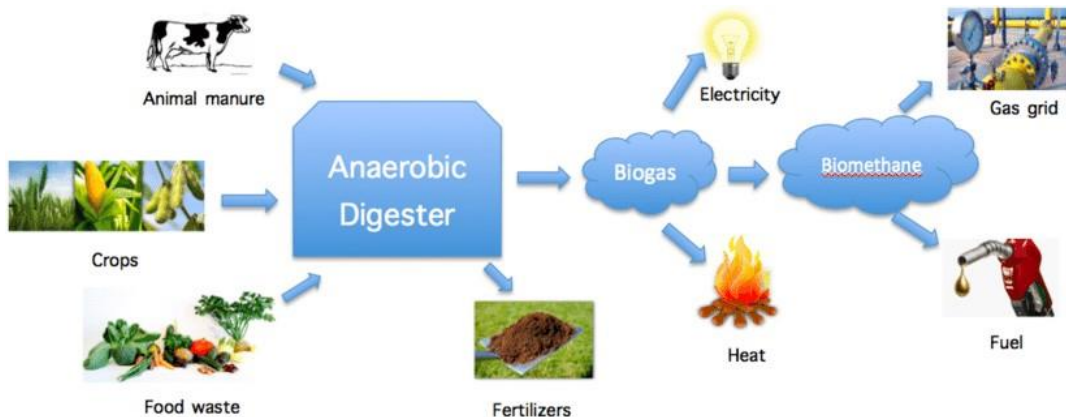 Animal manure
Crops
Food waste
Anaerobic
Digester
Fertilizers
Biogas
Electricity
Heat
Biomethane
Gas grid
Fuel